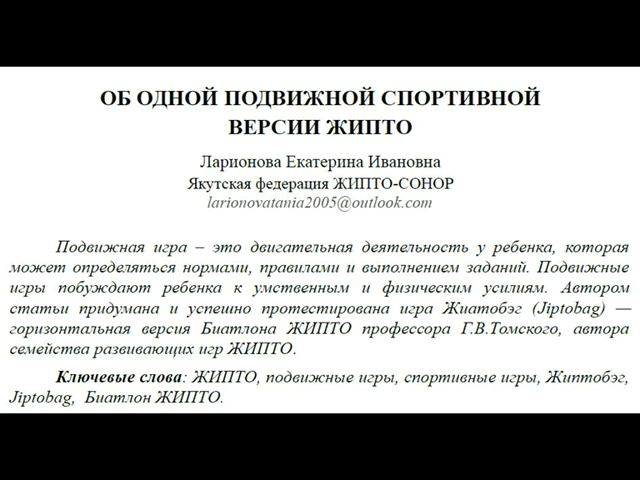 ОБ ОДНОЙ ПОДВИЖНОЙ СПОРТИВНОЙ
ВЕРСИИ ЖИПТО
Ларионова Екатерина Ивановна
Якутская федерация ЖИПТО-СОНОР
larionovatania2005@outlook.com
Подвижная игра – это двигательная деятельность у ребенка, которая
может определяться нормами, правилами и выполнением заданий. Подвижные
игры побуждают ребенка к умственным и физическим усилиям. Автором
статьи придумана и успешно протестирована игра Жиатобэг (Jiptobag) —
горизонтальная версия Биатлона ЖИПТО профессора Г.В.Томского, автора
семейства развивающих игр ЖИПТО.
Ключевые слова: ЖИПТО, подвижные игры, спортивные игры, Жиптобэг,
Jiptobag, Биатлон ЖИПТО.